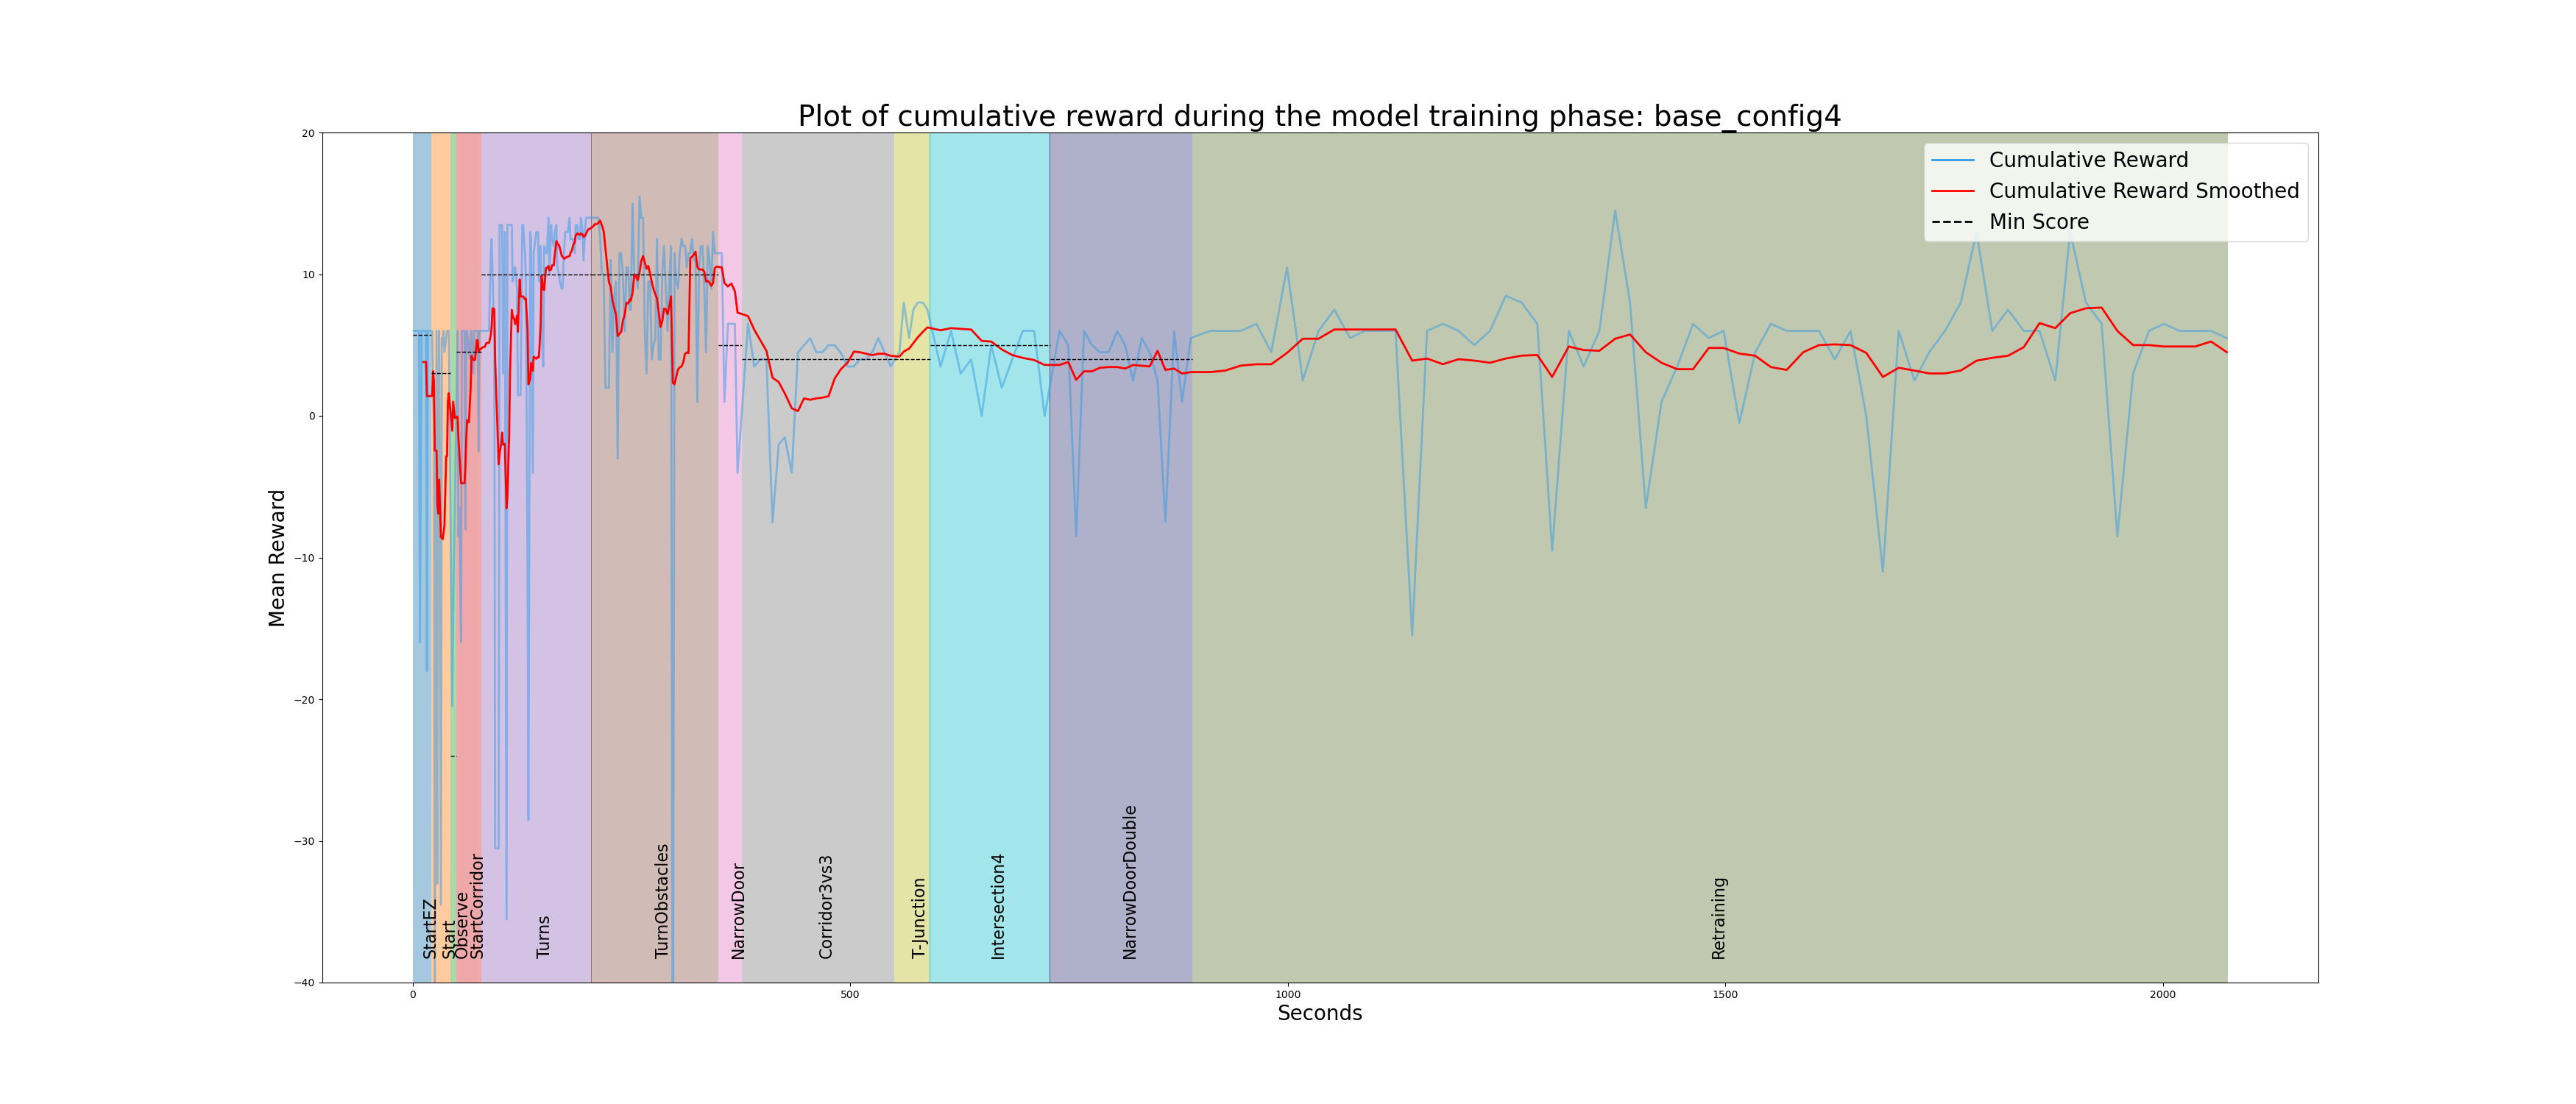 Plot of cumulative reward during the model training phase: base_config4
Cumulative Reward
Cumulative Reward Smoothed
Min Score
Mean Reward
20
10
0
−10
−20
−30
−40
StartEZ
Start
Observe
StartCorridor
Turns
TurnObstacles
NarrowDoor
Corridor3vs3
T-Junction
Intersection4
NarrowDoorDouble
Retraining
0
500
1000
1500
2000
Seconds